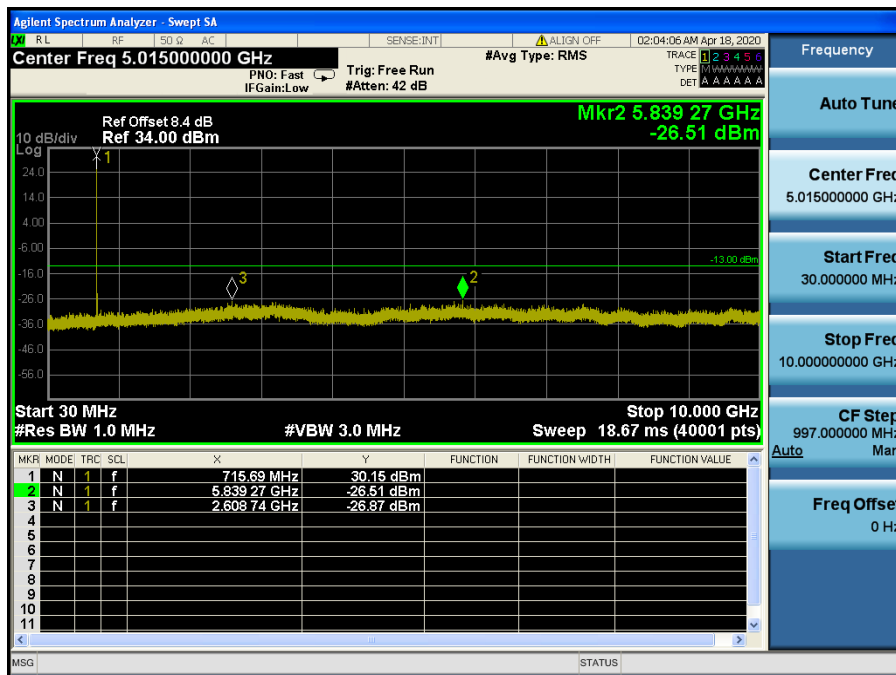 Agilent Spectrum Analyzer - Swept SA
LXI RL RF 50 Ω AC SENSE:INT ALIGN OFF 02:04:06 AM Apr 18, 2020
Center Freq 5.015000000 GHz
#Avg Type: RMS
TRACE 1 2 3 4 5 6
PNO: Fast Trig: Free Run
TYPE M WWWWW
IFGain:Low #Atten: 42 dB
DET A A A A A A
Mkr2 5.839 27 GHz
-26.51 dBm
Ref Offset 8.4 dB
10 dB/div Ref 34.00 dBm
Log
1
24.0
14.0
4.00
-6.00
-13.00 dBm
-16.0
3
2
-26.0
-36.0
-46.0
-56.0
Start 30 MHz Stop 10.000 GHz
#Res BW 1.0 MHz #VBW 3.0 MHz Sweep 18.67 ms (40001 pts)
MKR MODE TRC SCL X Y FUNCTION FUNCTION WIDTH FUNCTION VALUE
1 N 1 f 715.69 MHz 30.15 dBm
2 N 1 f 5.839 27 GHz -26.51 dBm
3 N 1 f 2.608 74 GHz -26.87 dBm
4
5
6
7
8
9
10
11
MSG STATUS
Frequency
Auto Tune
Center Freq
5.015000000 GHz
Start Freq
30.000000 MHz
Stop Freq
10.000000000 GHz
CF Step
997.000000 MHz
Auto Man
Freq Offset
0 Hz